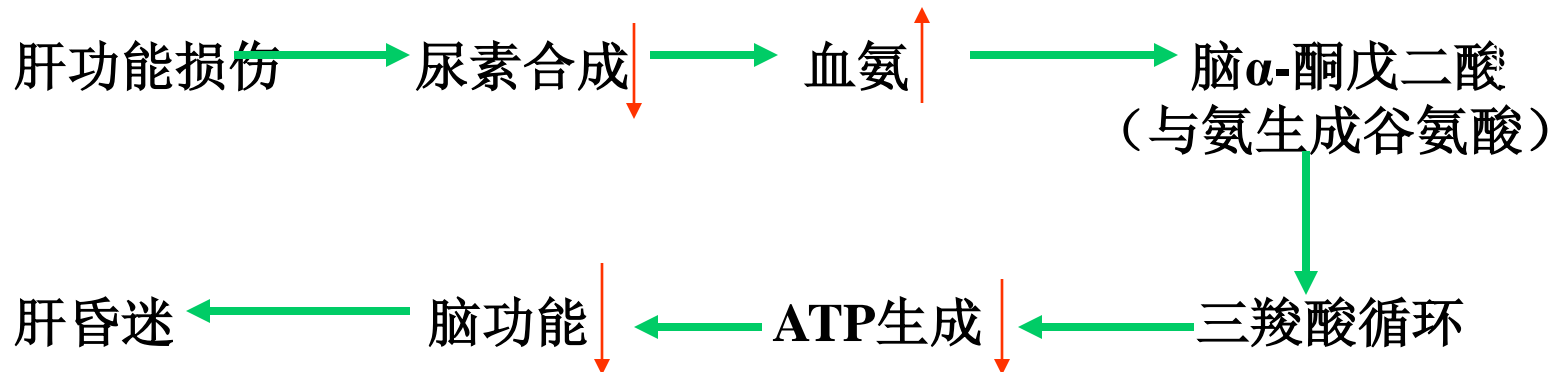 肝功能损伤 尿素合成 血氨 脑α-酮戊二酸
（与氨生成谷氨酸）
肝昏迷 脑功能 ATP生成 三羧酸循环